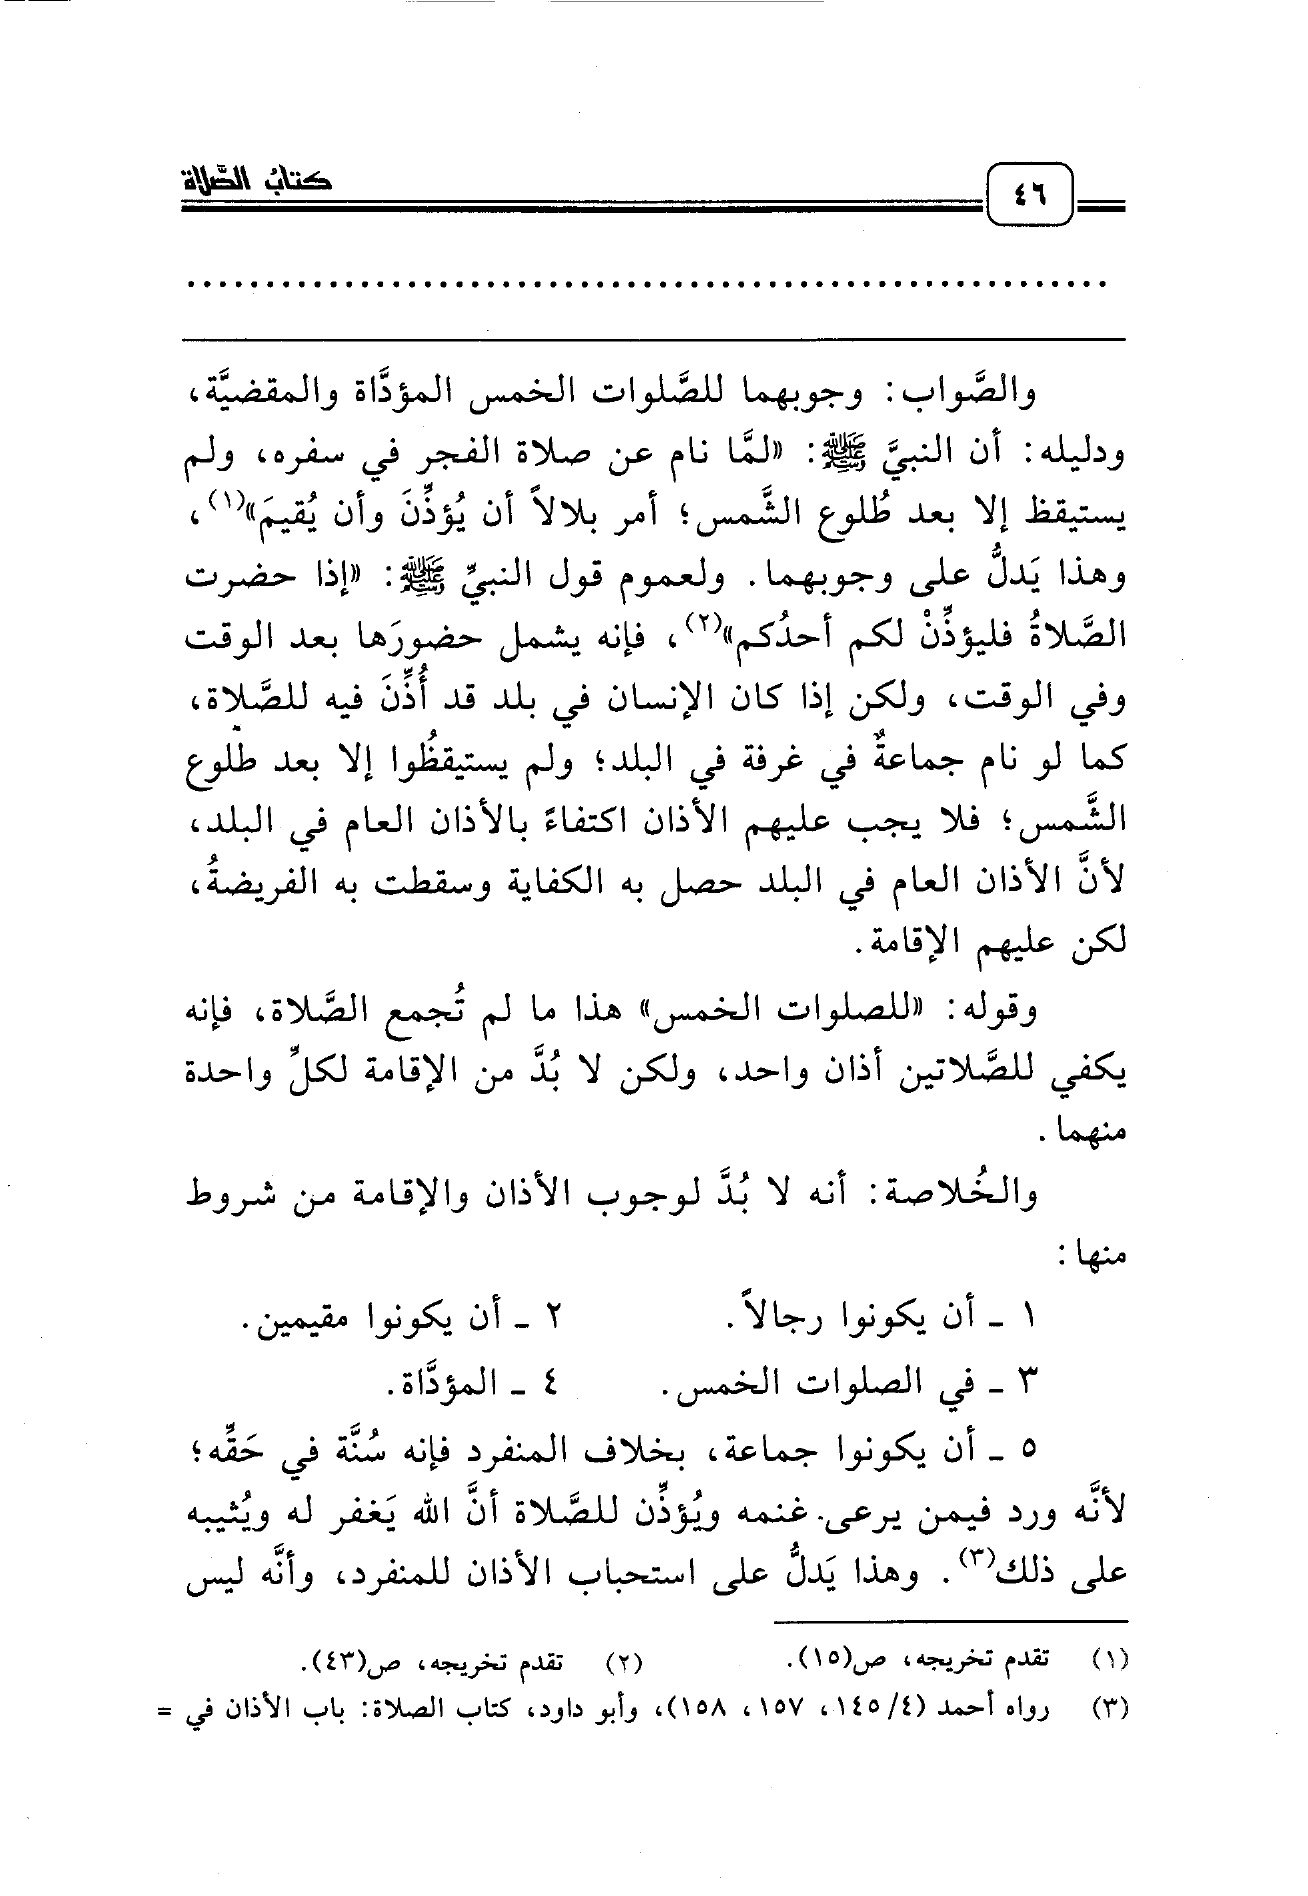 كتابُ الصَّلاة
٤٦
والصَّواب: وجوبهما للصَّلوات الخمس المؤدَّاة والمقضيَّة،
ودليله: أن النبيَّ ﷺ: «لمَّا نام عن صلاة الفجر في سفره، ولم
يستيقظ إلا بعد طُلوع الشَّمس؛ أمر بلالاً أن يُؤذِّنَ وأن يُقيمَ»(١)،
وهذا يَدلُّ على وجوبهما. ولعموم قول النبيِّ ﷺ: «إذا حضرت
الصَّلاةُ فليؤذِّنْ لكم أحدُكم»(٢)، فإنه يشمل حضورَها بعد الوقت
وفي الوقت، ولكن إذا كان الإنسان في بلد قد أُذِّنَ فيه للصَّلاة،
كما لو نام جماعةٌ في غرفة في البلد؛ ولم يستيقظُوا إلا بعد طلوع
الشَّمس؛ فلا يجب عليهم الأذان اكتفاءً بالأذان العام في البلد،
لأنَّ الأذان العام في البلد حصل به الكفاية وسقطت به الفريضةُ،
لكن عليهم الإقامة.
وقوله: «للصلوات الخمس» هذا ما لم تُجمع الصَّلاة، فإنه
يكفي للصَّلاتين أذان واحد، ولكن لا بُدَّ من الإقامة لكلِّ واحدة
منهما.
والخُلاصة: أنه لا بُدَّ لوجوب الأذان والإقامة من شروط
منها:
١ ـ أن يكونوا رجالاً. ٢ ـ أن يكونوا مقيمين.
٣ ـ في الصلوات الخمس. ٤ ـ المؤدَّاة.
٥ ـ أن يكونوا جماعة، بخلاف المنفرد فإنه سُنَّة في حَقِّه؛
لأنَّه ورد فيمن يرعى غنمه ويُؤذِّن للصَّلاة أنَّ الله يَغفر له ويُثيبه
على ذلك(٣). وهذا يَدلُّ على استحباب الأذان للمنفرد، وأنَّه ليس
(١) تقدم تخريجه، ص(١٥). (٢) تقدم تخريجه، ص(٤٣).
(٣) رواه أحمد (٤/ ١٤٥، ١٥٧، ١٥٨)، وأبو داود، كتاب الصلاة: باب الأذان في =